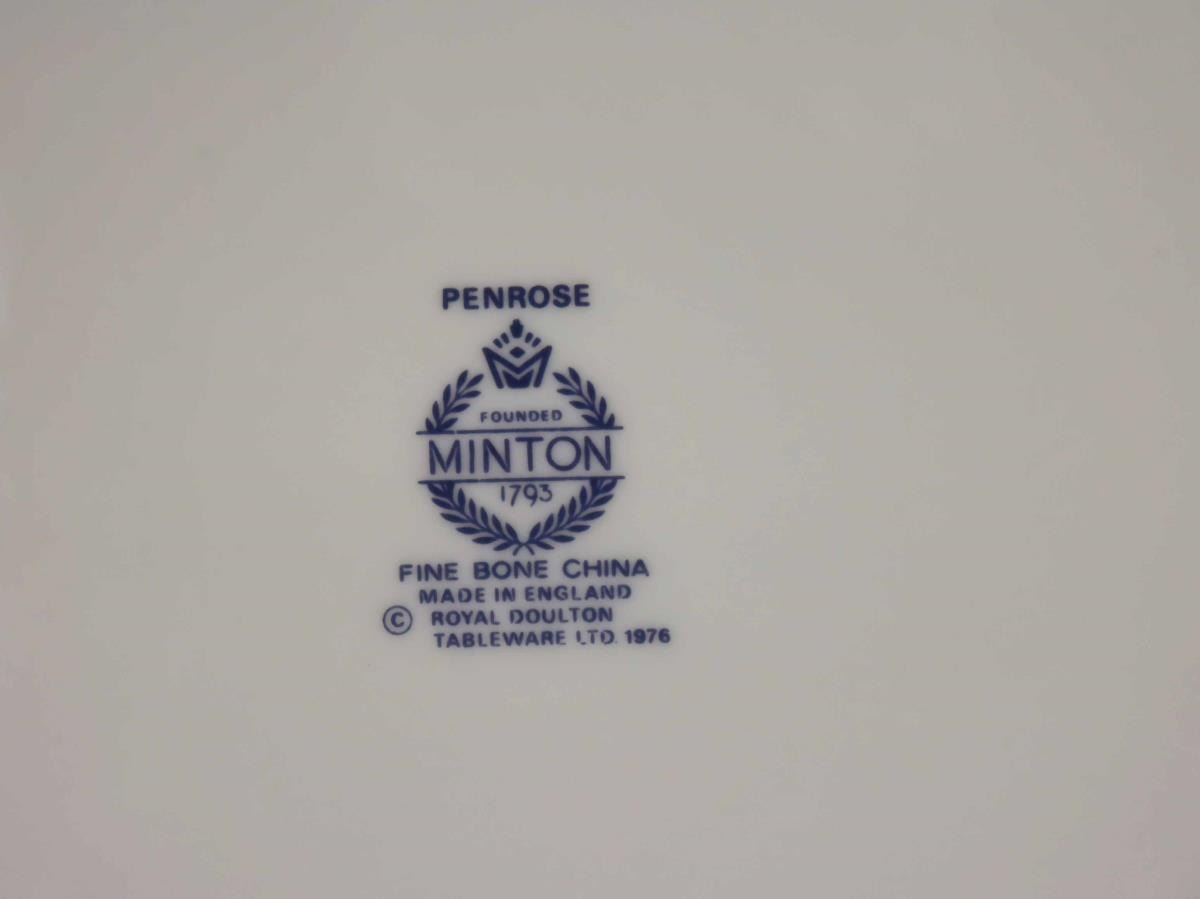 PENROSE
FOUNDED
MINTON
1793
FINE BONE CHINA
MADE IN ENGLAND
© ROYAL DOULTON
TABLEWARE LTD. 1976